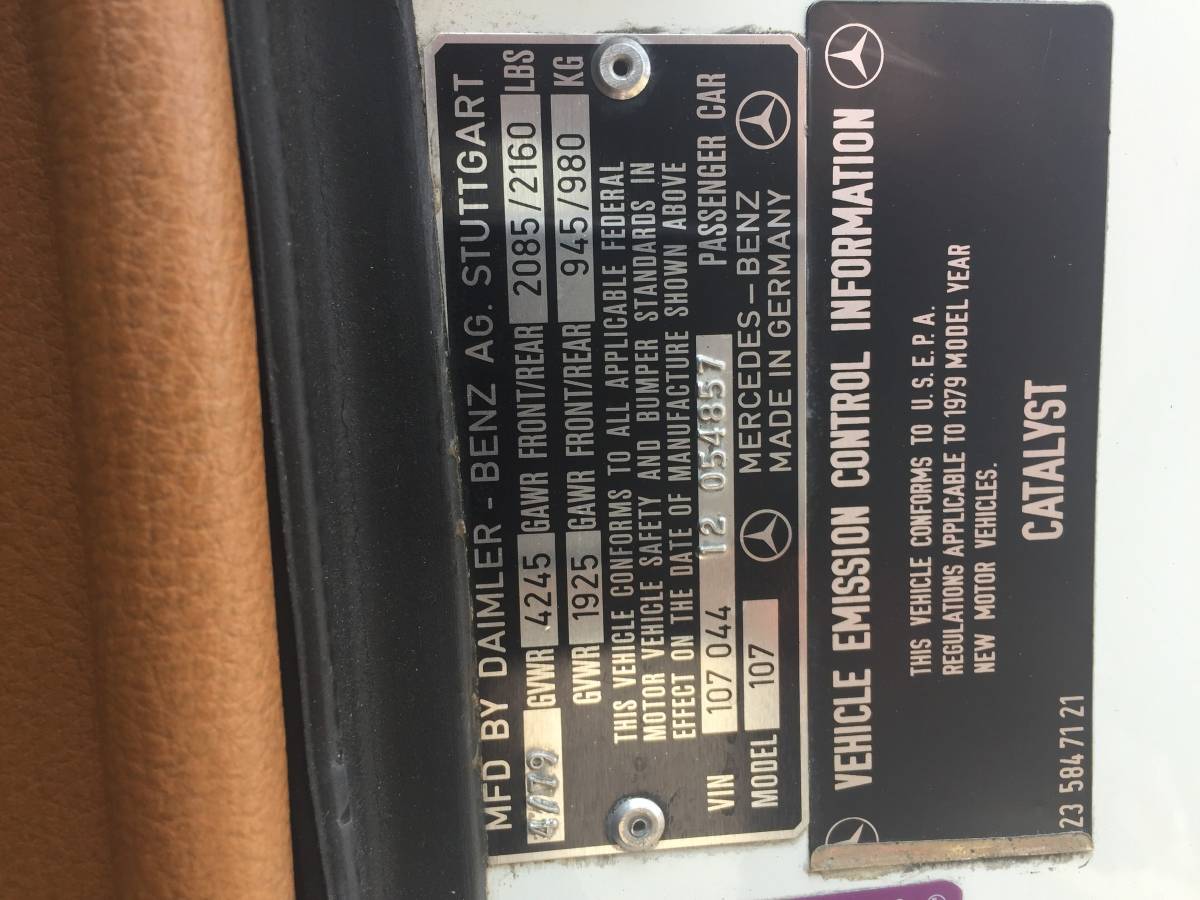 MFD BY DAIMLER - BENZ AG. STUTTGART
4/79 GVWR 4245 GAWR FRONT/REAR 2085/2160 LBS
GVWR 1925 GAWR FRONT/REAR 945/980 KG
THIS VEHICLE CONFORMS TO ALL APPLICABLE FEDERAL
MOTOR VEHICLE SAFETY AND BUMPER STANDARDS IN
EFFECT ON THE DATE OF MANUFACTURE SHOWN ABOVE
VIN 107 044 12 054857 PASSENGER CAR
MODEL 107 MERCEDES-BENZ
MADE IN GERMANY
VEHICLE EMISSION CONTROL INFORMATION
THIS VEHICLE CONFORMS TO U.S.E.P.A.
REGULATIONS APPLICABLE TO 1979 MODEL YEAR
NEW MOTOR VEHICLES.
CATALYST
23 584 71 21